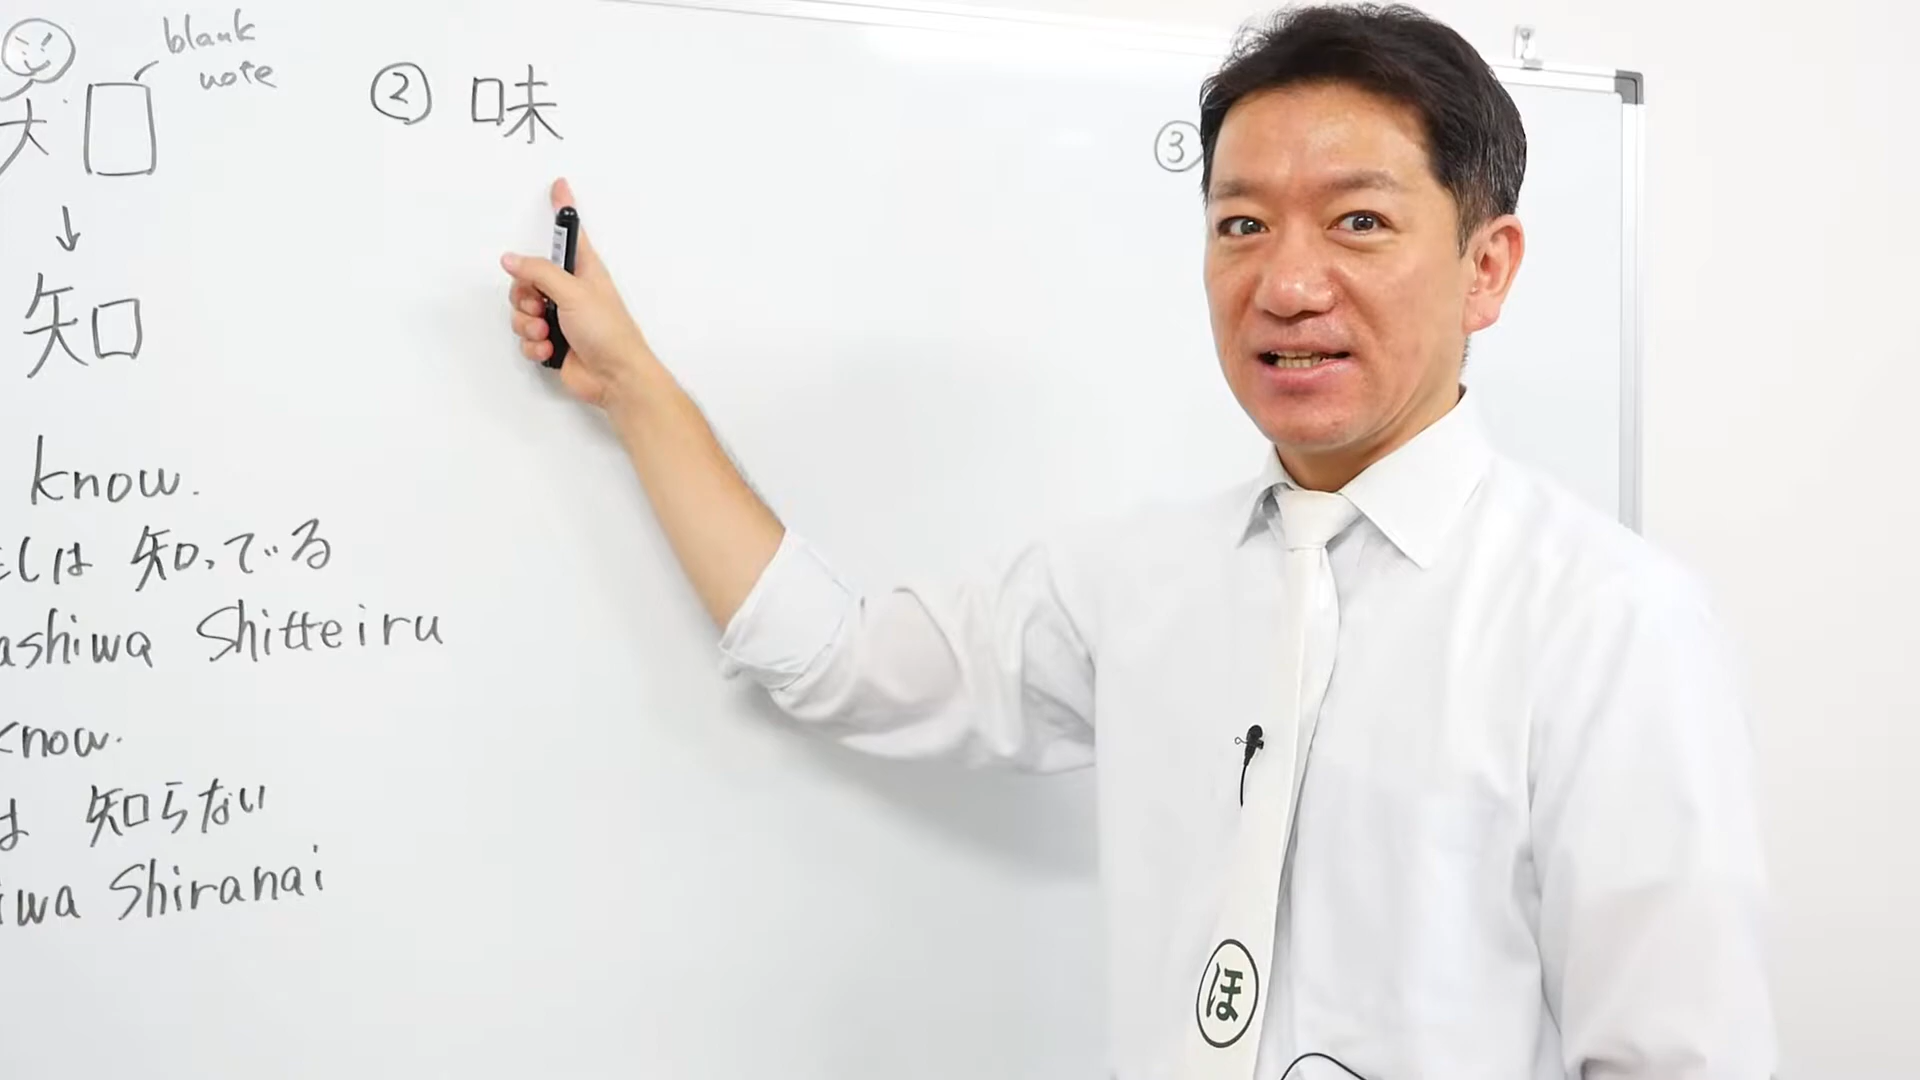 blank
note
知
know.
しは 知っている
ashiwa Shitteiru
know.
は 知らない
iwa Shiranai
② 味
③
ほ